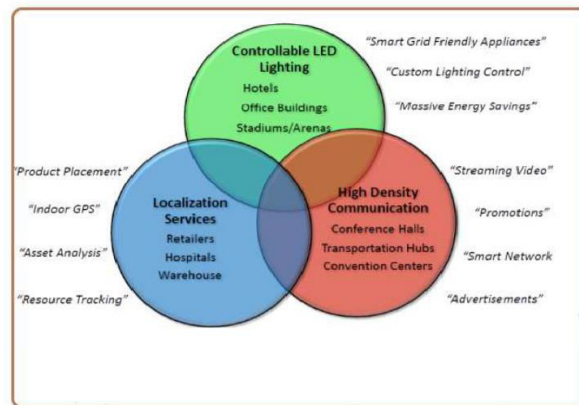 Controllable LED
Lighting
Hotels
Office Buildings
Stadiums/Arenas
"Smart Grid Friendly Appliances"
"Custom Lighting Control"
"Massive Energy Savings"
"Product Placement"
"Indoor GPS"
"Asset Analysis"
"Resource Tracking"
Localization
Services
Retailers
Hospitals
Warehouse
High Density
Communication
Conference Halls
Transportation Hubs
Convention Centers
"Streaming Video"
"Promotions"
"Smart Network
"Advertisements"